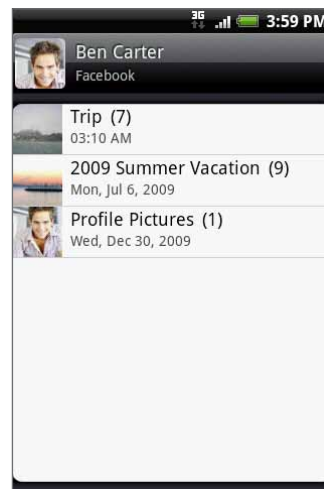 3G 3:59 PM
Ben Carter
Facebook
Trip (7)
03:10 AM
2009 Summer Vacation (9)
Mon, Jul 6, 2009
Profile Pictures (1)
Wed, Dec 30, 2009